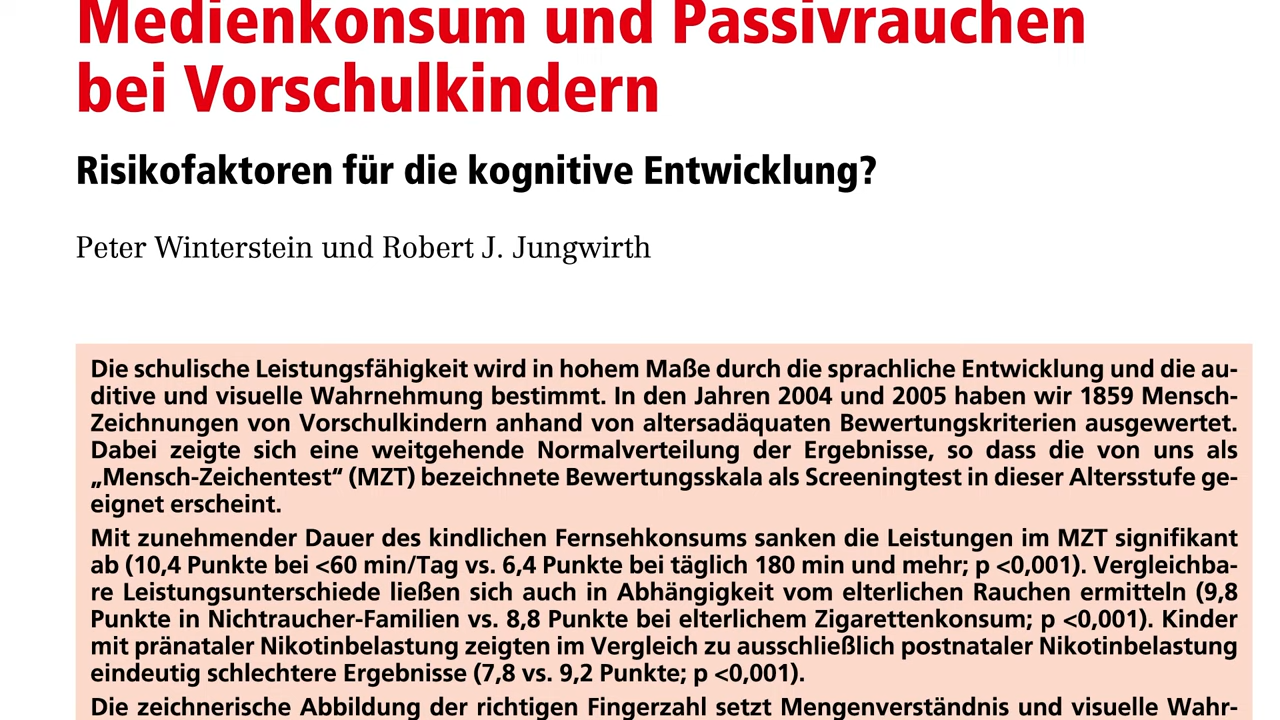 Medienkonsum und Passivrauchen
bei Vorschulkindern
Risikofaktoren für die kognitive Entwicklung?
Peter Winterstein und Robert J. Jungwirth
Die schulische Leistungsfähigkeit wird in hohem Maße durch die sprachliche Entwicklung und die au-
ditive und visuelle Wahrnehmung bestimmt. In den Jahren 2004 und 2005 haben wir 1859 Mensch-
Zeichnungen von Vorschulkindern anhand von altersadäquaten Bewertungskriterien ausgewertet.
Dabei zeigte sich eine weitgehende Normalverteilung der Ergebnisse, so dass die von uns als
„Mensch-Zeichentest“ (MZT) bezeichnete Bewertungsskala als Screeningtest in dieser Altersstufe ge-
eignet erscheint.
Mit zunehmender Dauer des kindlichen Fernsehkonsums sanken die Leistungen im MZT signifikant
ab (10,4 Punkte bei <60 min/Tag vs. 6,4 Punkte bei täglich 180 min und mehr; p <0,001). Vergleichba-
re Leistungsunterschiede ließen sich auch in Abhängigkeit vom elterlichen Rauchen ermitteln (9,8
Punkte in Nichtraucher-Familien vs. 8,8 Punkte bei elterlichem Zigarettenkonsum; p <0,001). Kinder
mit pränataler Nikotinbelastung zeigten im Vergleich zu ausschließlich postnataler Nikotinbelastung
eindeutig schlechtere Ergebnisse (7,8 vs. 9,2 Punkte; p <0,001).
Die zeichnerische Abbildung der richtigen Fingerzahl setzt Mengenverständnis und visuelle Wahr-